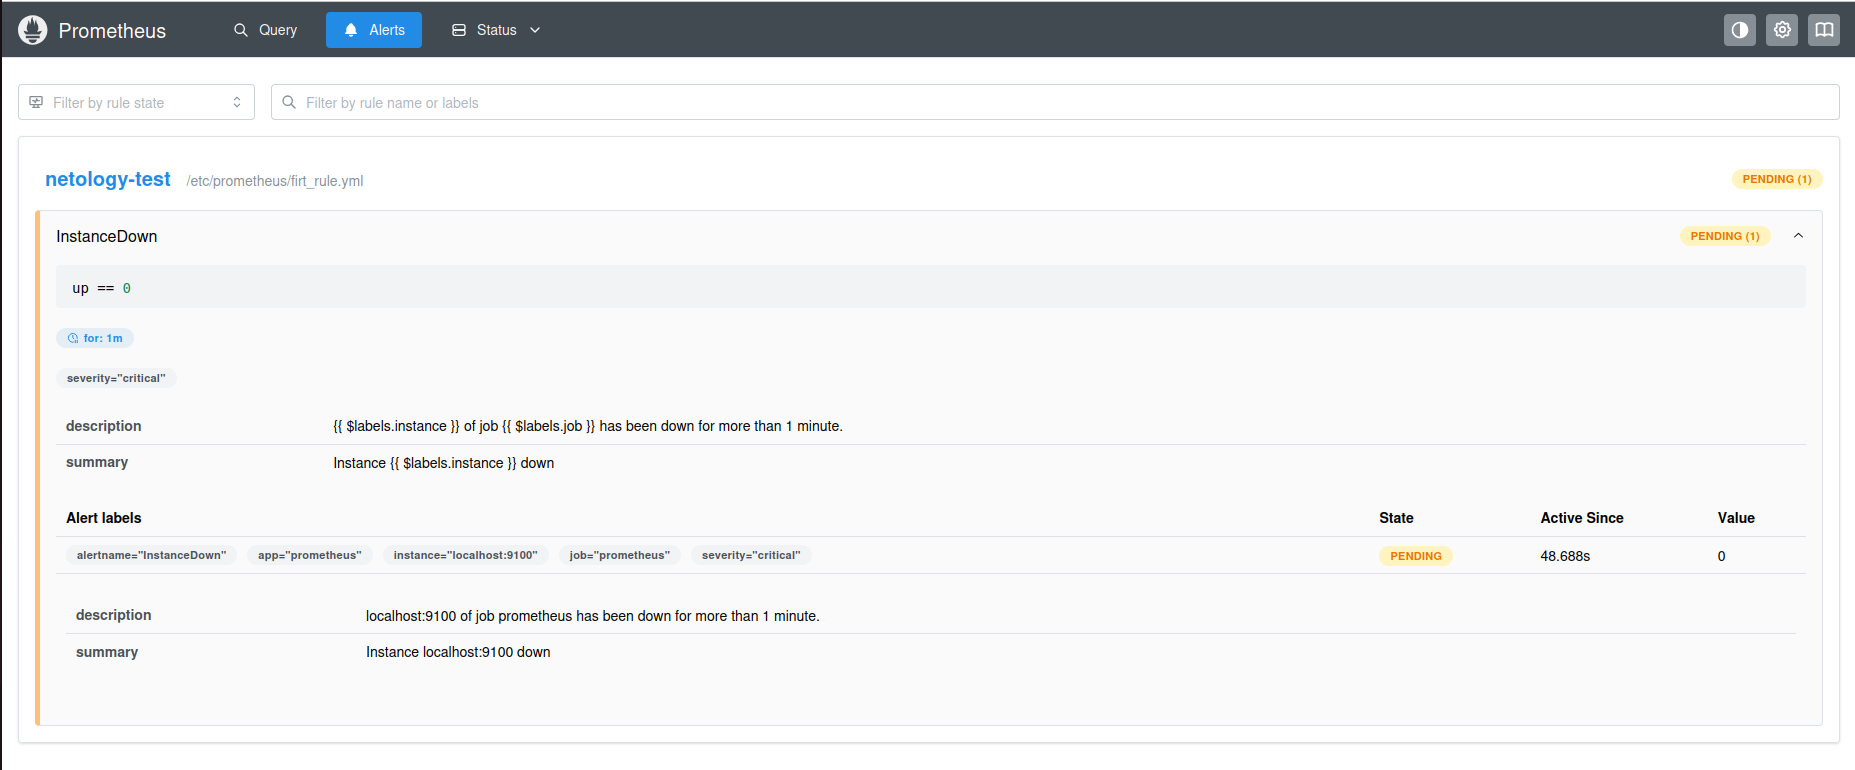 Prometheus Query Alerts Status
Filter by rule state Filter by rule name or labels
netology-test /etc/prometheus/firt_rule.yml PENDING (1)
InstanceDown PENDING (1)
up == 0
for: 1m
severity="critical"
description {{ $labels.instance }} of job {{ $labels.job }} has been down for more than 1 minute.
summary Instance {{ $labels.instance }} down
Alert labels State Active Since Value
alertname="InstanceDown" app="prometheus" instance="localhost:9100" job="prometheus" severity="critical" PENDING 48.688s 0
description localhost:9100 of job prometheus has been down for more than 1 minute.
summary Instance localhost:9100 down